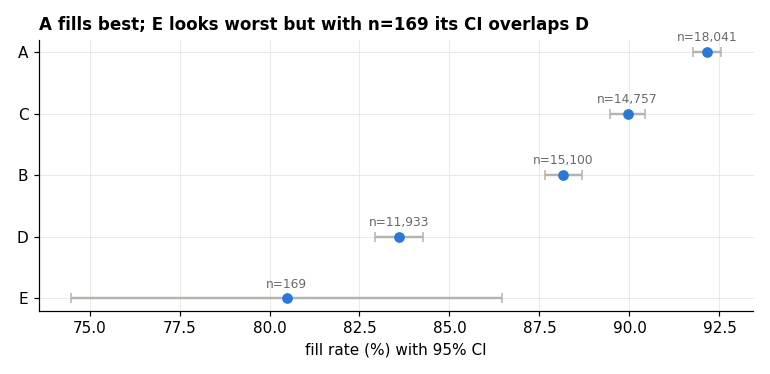 A fills best; E looks worst but with n=169 its CI overlaps D
n=18,041
A
n=14,757
C
n=15,100
B
n=11,933
D
n=169
E
75.0 77.5 80.0 82.5 85.0 87.5 90.0 92.5
fill rate (%) with 95% CI